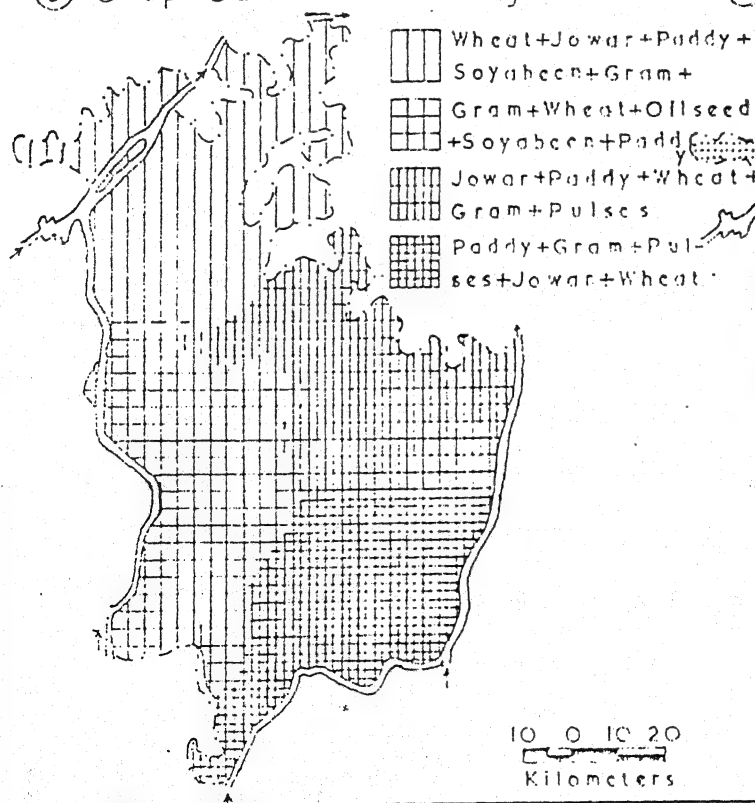 Wheat+Jowar+Paddy+
Soyabeen+Gram+
Gram+Wheat+Oilseed
+Soyabeen+Paddy
Jowar+Paddy+Wheat+
Gram+Pulses
Paddy+Gram+Pul-
ses+Jowar+Wheat
10 0 10 20
Kilometers